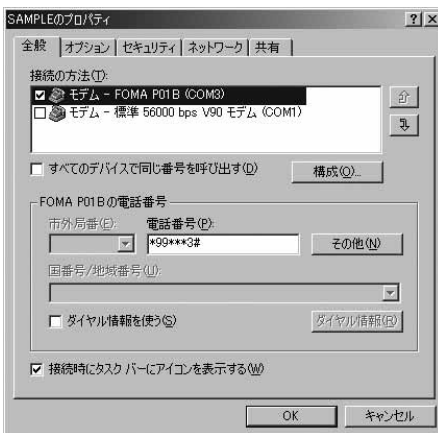 SAMPLEのプロパティ
全般 オプション セキュリティ ネットワーク 共有
接続の方法(T):
モデム - FOMA P01B (COM3)
モデム - 標準 56000 bps V90 モデム (COM1)
すべてのデバイスで同じ番号を呼び出す(D)
構成(O)...
FOMA P01Bの電話番号
市外局番(E): 電話番号(P):
*99***3#
その他(N)
国番号/地域番号(U):
ダイヤル情報を使う(S)
ダイヤル情報(R)
接続時にタスク バーにアイコンを表示する(W)
OK キャンセル